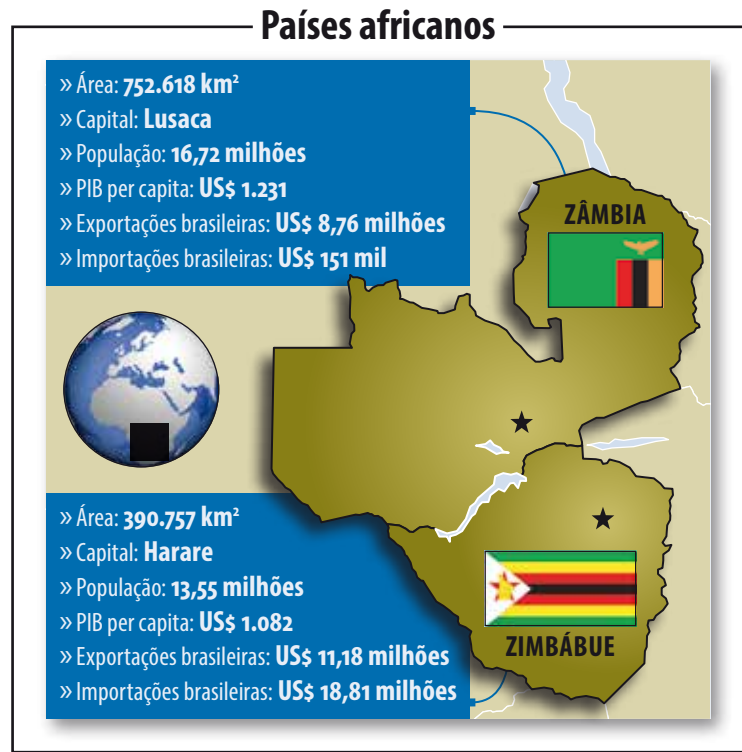 Países africanos
» Área: 752.618 km²
» Capital: Lusaca
» População: 16,72 milhões
» PIB per capita: US$ 1.231
» Exportações brasileiras: US$ 8,76 milhões
» Importações brasileiras: US$ 151 mil
ZÂMBIA
» Área: 390.757 km²
» Capital: Harare
» População: 13,55 milhões
» PIB per capita: US$ 1.082
» Exportações brasileiras: US$ 11,18 milhões
» Importações brasileiras: US$ 18,81 milhões
ZIMBÁBUE